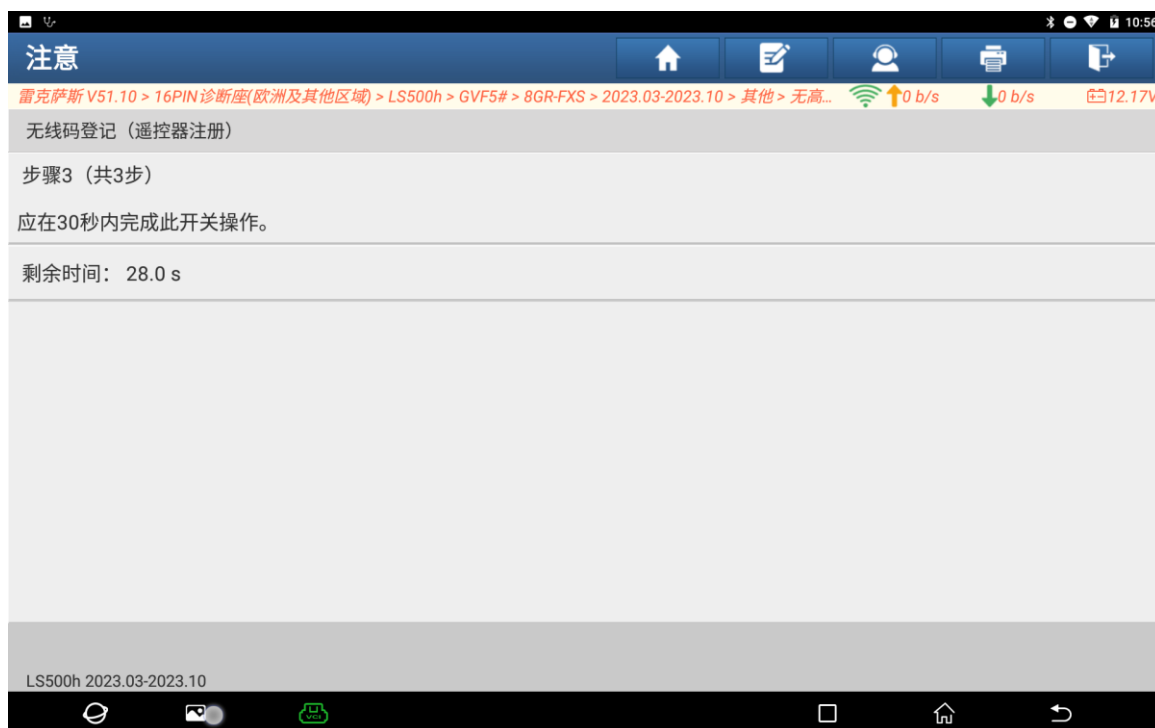 10:56
注意
雷克萨斯 V51.10 > 16PIN诊断座(欧洲及其他区域) > LS500h > GVF5# > 8GR-FXS > 2023.03-2023.10 > 其他 > 无高... 0 b/s 0 b/s 12.17V
无线码登记（遥控器注册）
步骤3（共3步）
应在30秒内完成此开关操作。
剩余时间： 28.0 s
LS500h 2023.03-2023.10
VCI